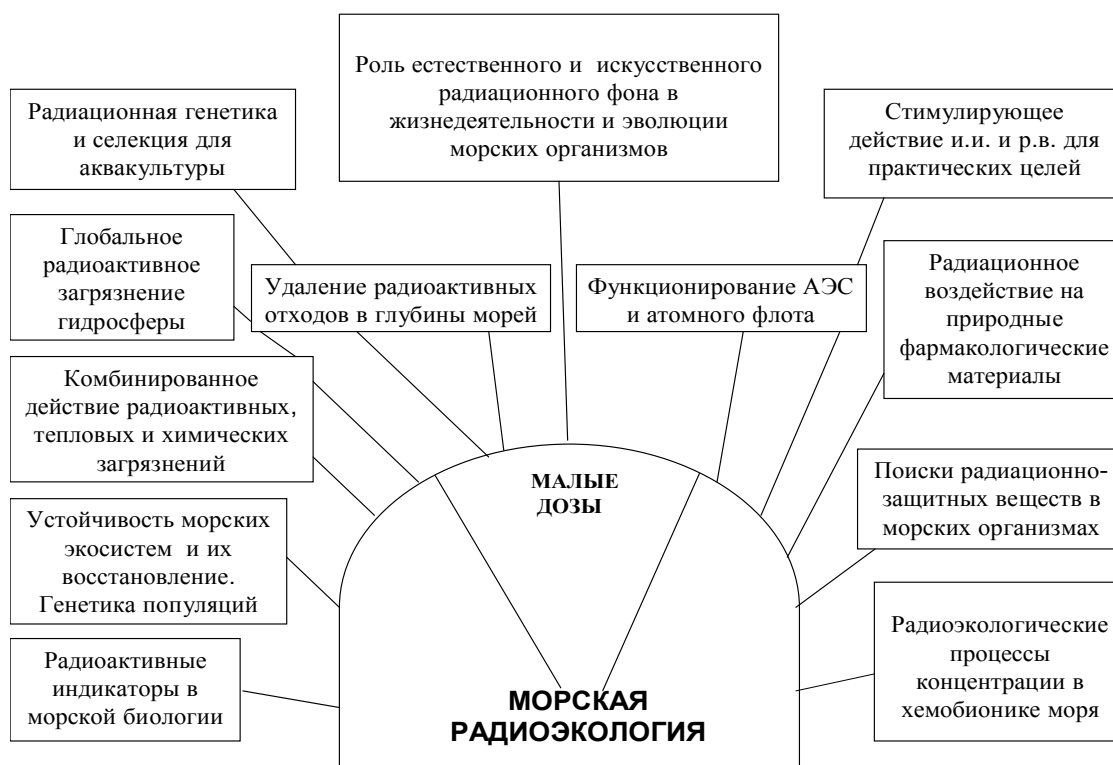 Роль естественного и искусственного
радиационного фона в
жизнедеятельности и эволюции
морских организмов
Радиационная генетика
и селекция для
аквакультуры
Стимулирующее
действие и.и. и р.в. для
практических целей
Глобальное
радиоактивное
загрязнение
гидросферы
Удаление радиоактивных
отходов в глубины морей
Функционирование АЭС
и атомного флота
Радиационное
воздействие на
природные
фармакологические
материалы
Комбинированное
действие радиоактивных,
тепловых и химических
загрязнений
МАЛЫЕ
ДОЗЫ
Поиски радиационно-
защитных веществ в
морских организмах
Устойчивость морских
экосистем и их
восстановление.
Генетика популяций
Радиоэкологические
процессы
концентрации в
хемобионике моря
Радиоактивные
индикаторы в
морской биологии
МОРСКАЯ
РАДИОЭКОЛОГИЯ